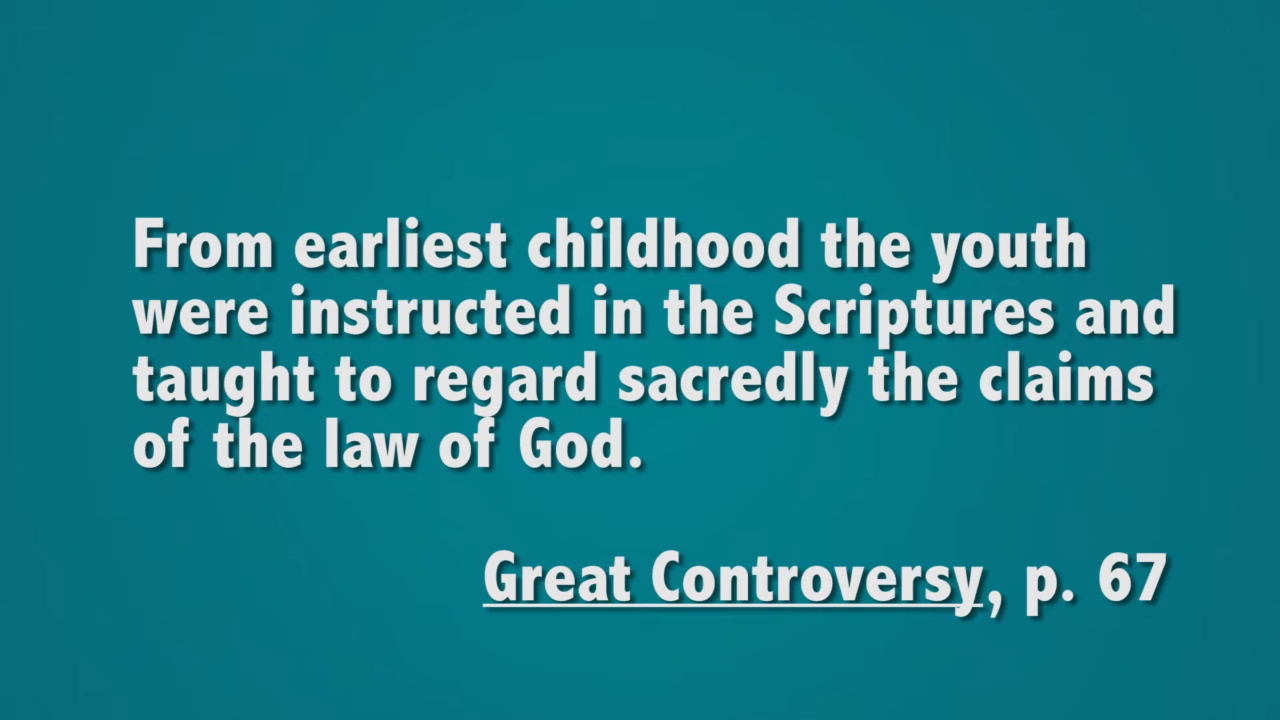 From earliest childhood the youth
were instructed in the Scriptures and
taught to regard sacredly the claims
of the law of God.
Great Controversy, p. 67